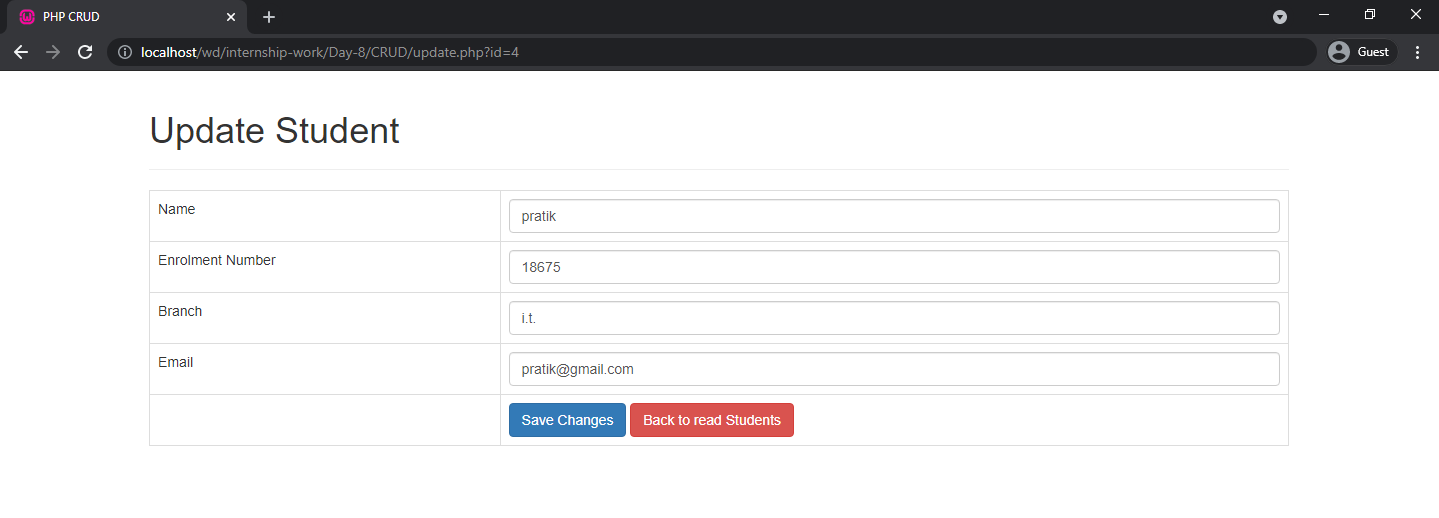 PHP CRUD
localhost/wd/internship-work/Day-8/CRUD/update.php?id=4
Guest
Update Student
Name pratik
Enrolment Number 18675
Branch i.t.
Email pratik@gmail.com
Save Changes Back to read Students